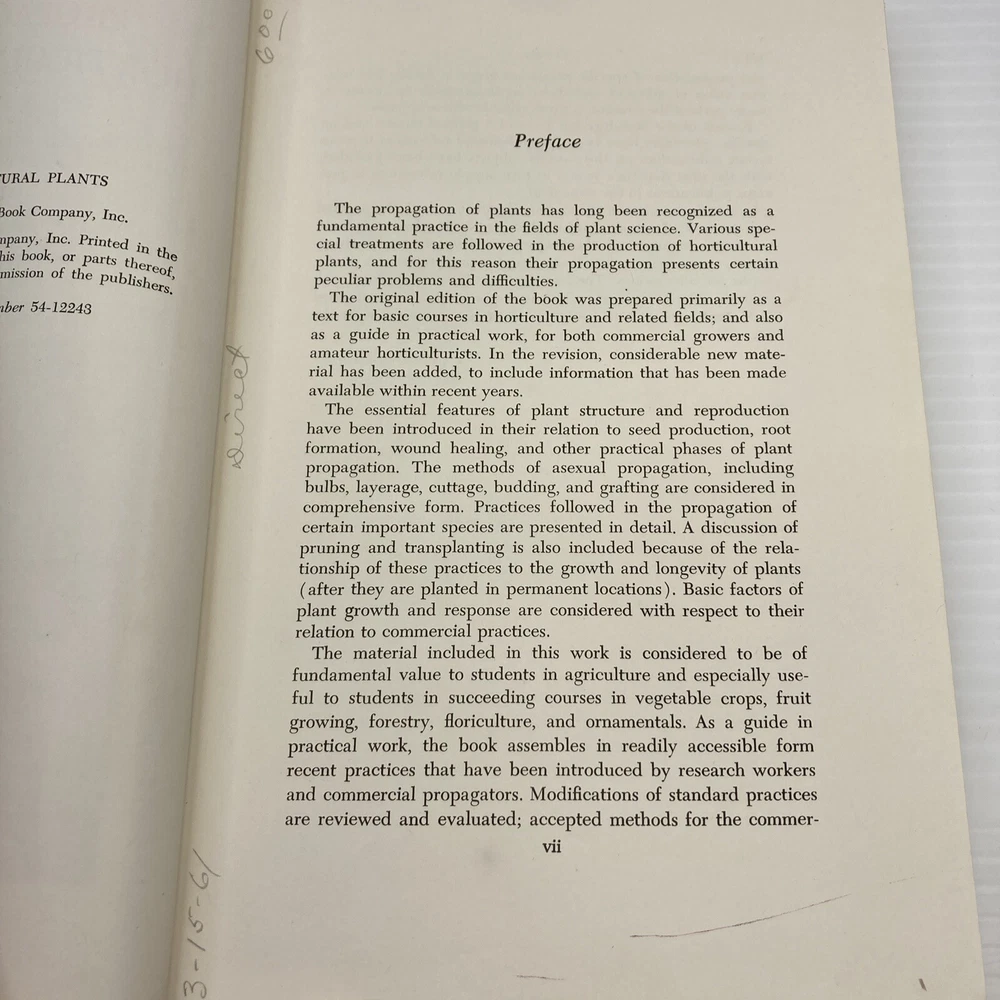 URAL PLANTS
Book Company, Inc.
mpany, Inc. Printed in the
his book, or parts thereof,
mission of the publishers.
mber 54-12243
600
Direct
3-15-61
Preface
The propagation of plants has long been recognized as a
fundamental practice in the fields of plant science. Various spe-
cial treatments are followed in the production of horticultural
plants, and for this reason their propagation presents certain
peculiar problems and difficulties.
The original edition of the book was prepared primarily as a
text for basic courses in horticulture and related fields; and also
as a guide in practical work, for both commercial growers and
amateur horticulturists. In the revision, considerable new mate-
rial has been added, to include information that has been made
available within recent years.
The essential features of plant structure and reproduction
have been introduced in their relation to seed production, root
formation, wound healing, and other practical phases of plant
propagation. The methods of asexual propagation, including
bulbs, layerage, cuttage, budding, and grafting are considered in
comprehensive form. Practices followed in the propagation of
certain important species are presented in detail. A discussion of
pruning and transplanting is also included because of the rela-
tionship of these practices to the growth and longevity of plants
(after they are planted in permanent locations). Basic factors of
plant growth and response are considered with respect to their
relation to commercial practices.
The material included in this work is considered to be of
fundamental value to students in agriculture and especially use-
ful to students in succeeding courses in vegetable crops, fruit
growing, forestry, floriculture, and ornamentals. As a guide in
practical work, the book assembles in readily accessible form
recent practices that have been introduced by research workers
and commercial propagators. Modifications of standard practices
are reviewed and evaluated; accepted methods for the commer-
vii